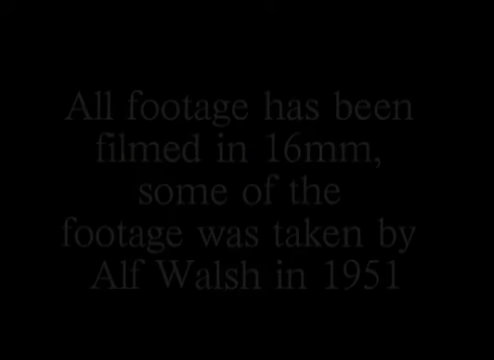 All footage has been
filmed in 16mm,
some of the
footage was taken by
Alf Walsh in 1951